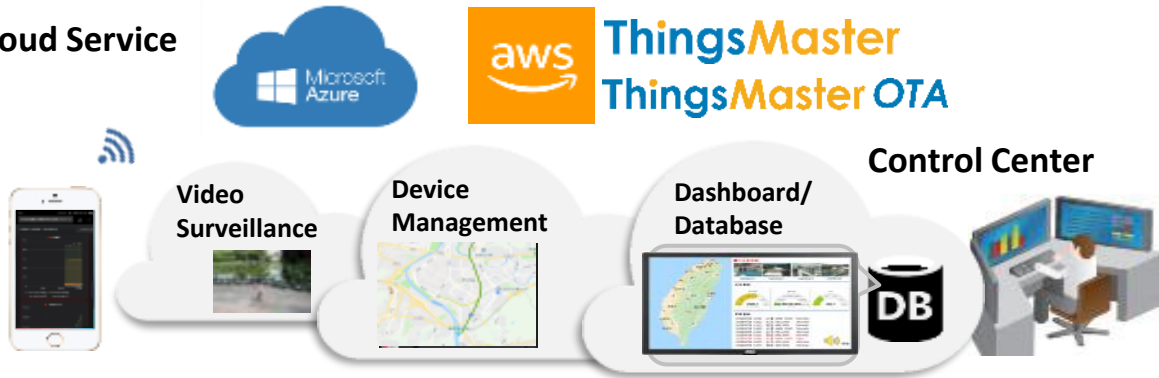 oud Service
Microsoft
Azure
aws
ThingsMaster
ThingsMaster OTA
Control Center
Video
Surveillance
Device
Management
Dashboard/
Database
DB